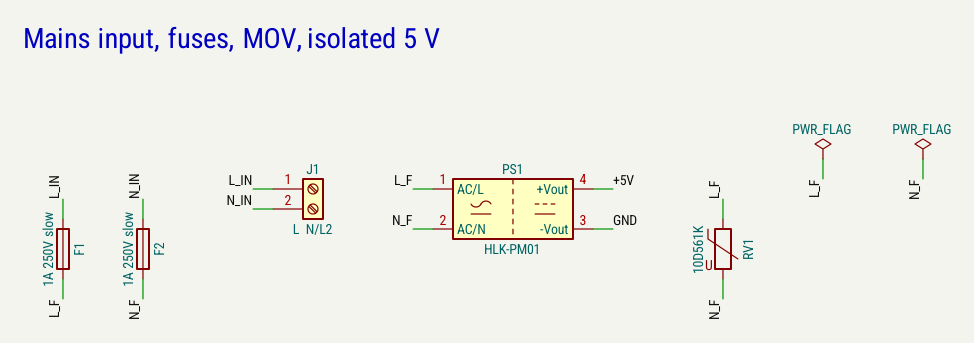 Mains input, fuses, MOV, isolated 5 V
PWR_FLAG
PWR_FLAG
L_F
N_F
L_IN
1A 250V slow
F1
L_F
N_IN
1A 250V slow
F2
N_F
J1
L_IN 1
N_IN 2
L N/L2
PS1
L_F 1 AC/L +Vout 4 +5V
N_F 2 AC/N -Vout 3 GND
HLK-PM01
L_F
10D561K
U
RV1
N_F